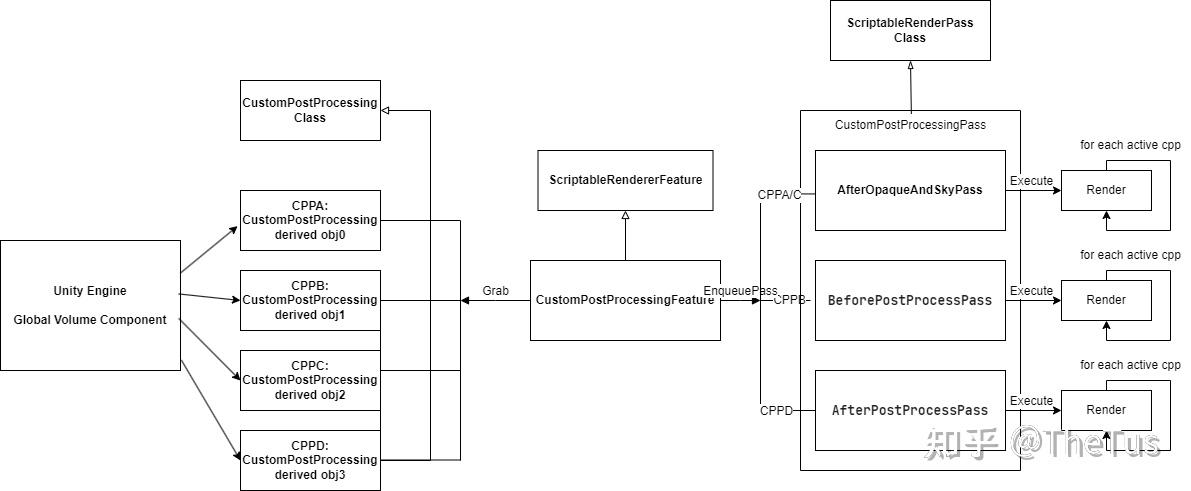 ScriptableRenderPass
Class
CustomPostProcessing
Class
CustomPostProcessingPass
for each active cpp
ScriptableRendererFeature
AfterOpaqueAndSkyPass
Execute
Render
CPPA/C
CPPA:
CustomPostProcessing
derived obj0
Unity Engine
Global Volume Component
CPPB:
CustomPostProcessing
derived obj1
Grab
CustomPostProcessingFeature
EnqueuePass
CPPB
BeforePostProcessPass
for each active cpp
Execute
Render
CPPC:
CustomPostProcessing
derived obj2
for each active cpp
CPPD
AfterPostProcessPass
Execute
Render
CPPD:
CustomPostProcessing
derived obj3
知乎 @TheTus